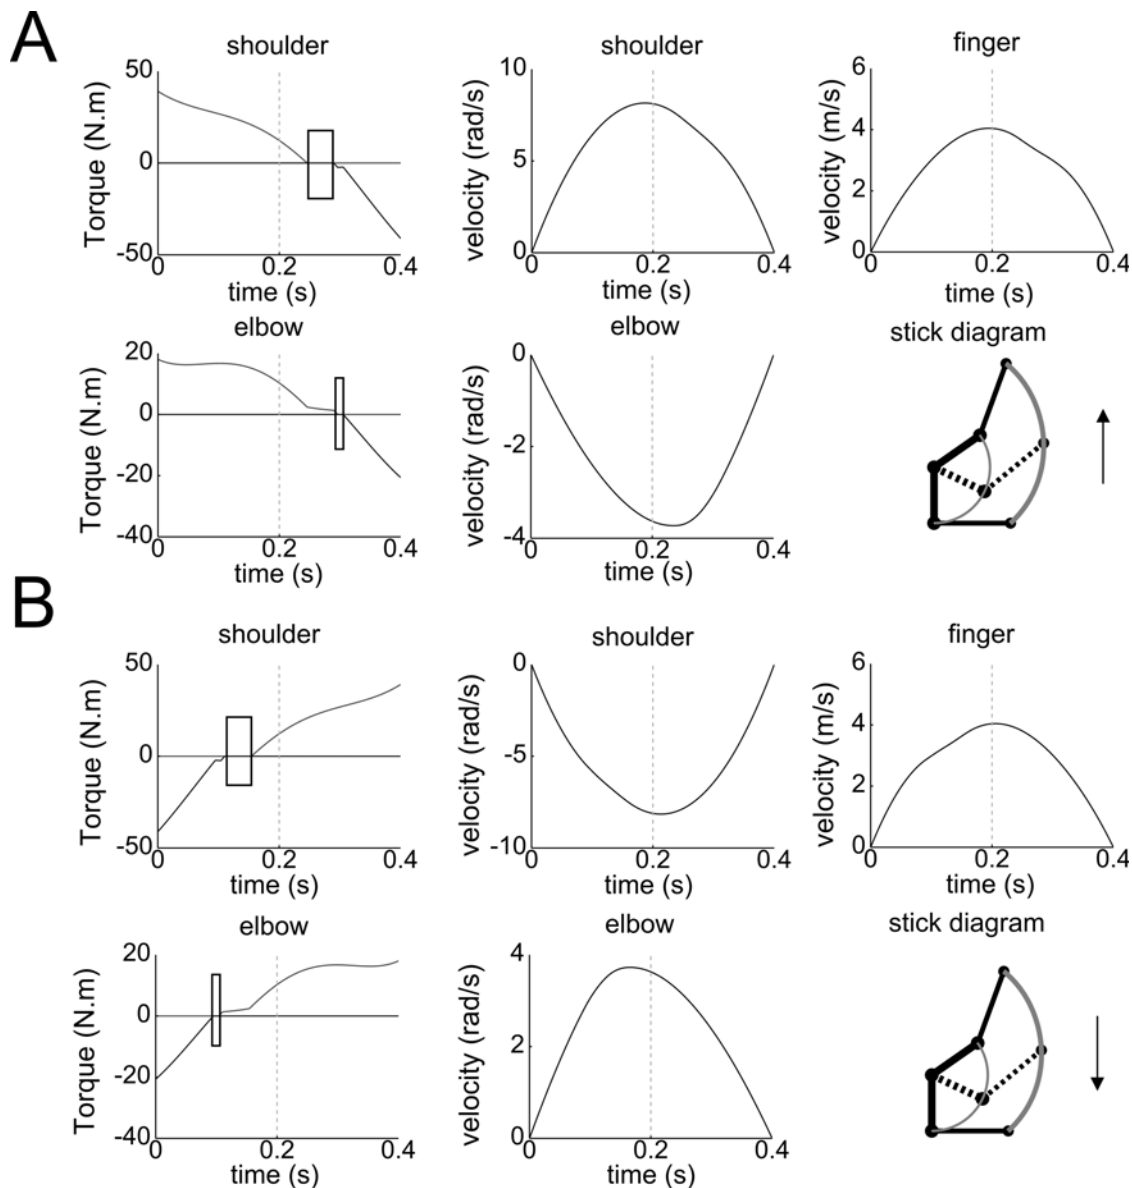 A
shoulder
Torque (N.m)
50
0
-50
0 0.2 0.4
time (s)
shoulder
velocity (rad/s)
10
5
0
0 0.2 0.4
time (s)
finger
velocity (m/s)
6
4
2
0
0 0.2 0.4
time (s)
elbow
Torque (N.m)
20
0
-20
-40
0 0.2 0.4
time (s)
elbow
velocity (rad/s)
0
-2
-4
0 0.2 0.4
time (s)
stick diagram
B
shoulder
Torque (N.m)
50
0
-50
0 0.2 0.4
time (s)
shoulder
velocity (rad/s)
0
-5
-10
0 0.2 0.4
time (s)
finger
velocity (m/s)
6
4
2
0
0 0.2 0.4
time (s)
elbow
Torque (N.m)
20
0
-20
-40
0 0.2 0.4
time (s)
elbow
velocity (rad/s)
4
2
0
0 0.2 0.4
time (s)
stick diagram